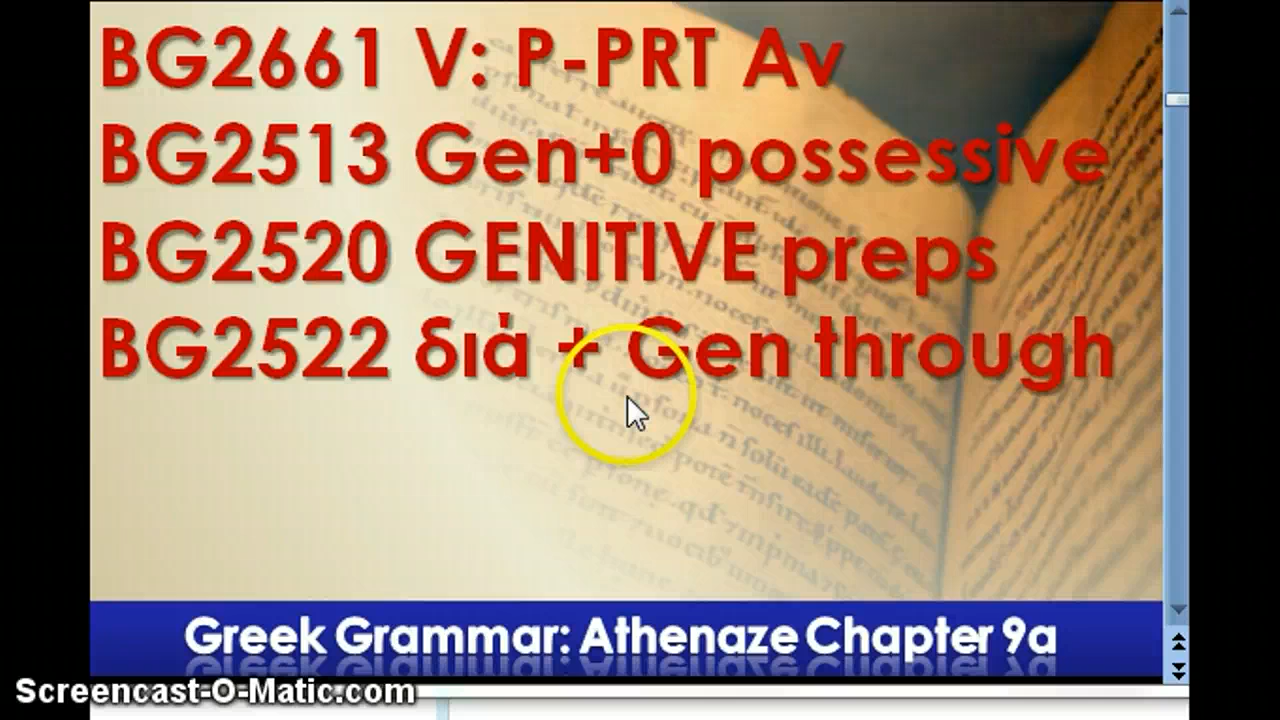 BG2661 V: P-PRT Av
BG2513 Gen+0 possessive
BG2520 GENITIVE preps
BG2522 διἀ + Gen through
Greek Grammar: Athenaze Chapter 9a
Screencast-O-Matic.com